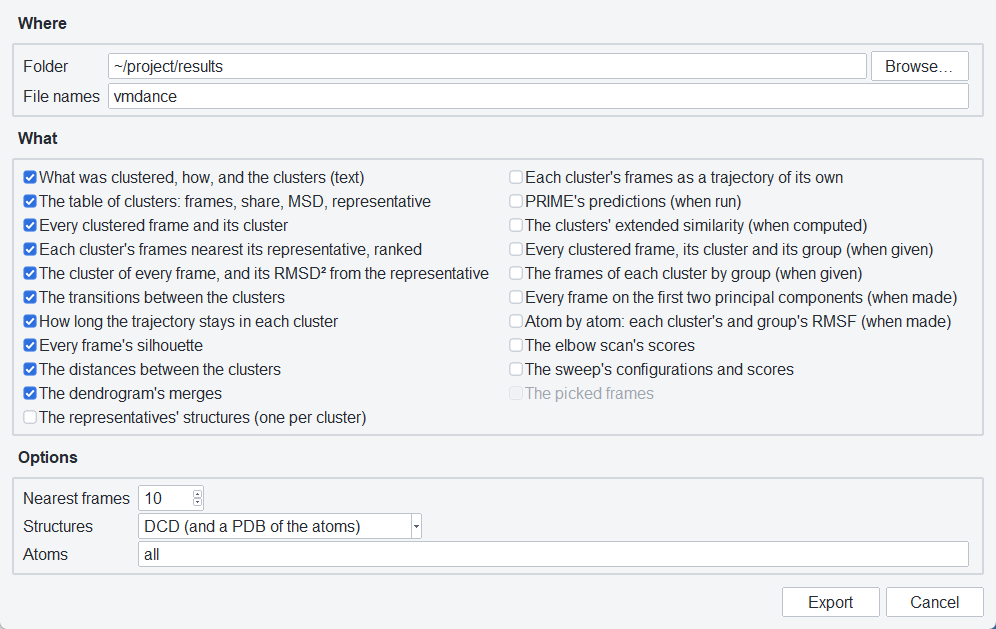 Where
Folder ~/project/results Browse...
File names vmdance
What
What was clustered, how, and the clusters (text)
The table of clusters: frames, share, MSD, representative
Every clustered frame and its cluster
Each cluster's frames nearest its representative, ranked
The cluster of every frame, and its RMSD² from the representative
The transitions between the clusters
How long the trajectory stays in each cluster
Every frame's silhouette
The distances between the clusters
The dendrogram's merges
The representatives' structures (one per cluster)
Each cluster's frames as a trajectory of its own
PRIME's predictions (when run)
The clusters' extended similarity (when computed)
Every clustered frame, its cluster and its group (when given)
The frames of each cluster by group (when given)
Every frame on the first two principal components (when made)
Atom by atom: each cluster's and group's RMSF (when made)
The elbow scan's scores
The sweep's configurations and scores
The picked frames
Options
Nearest frames 10
Structures DCD (and a PDB of the atoms)
Atoms all
Export Cancel